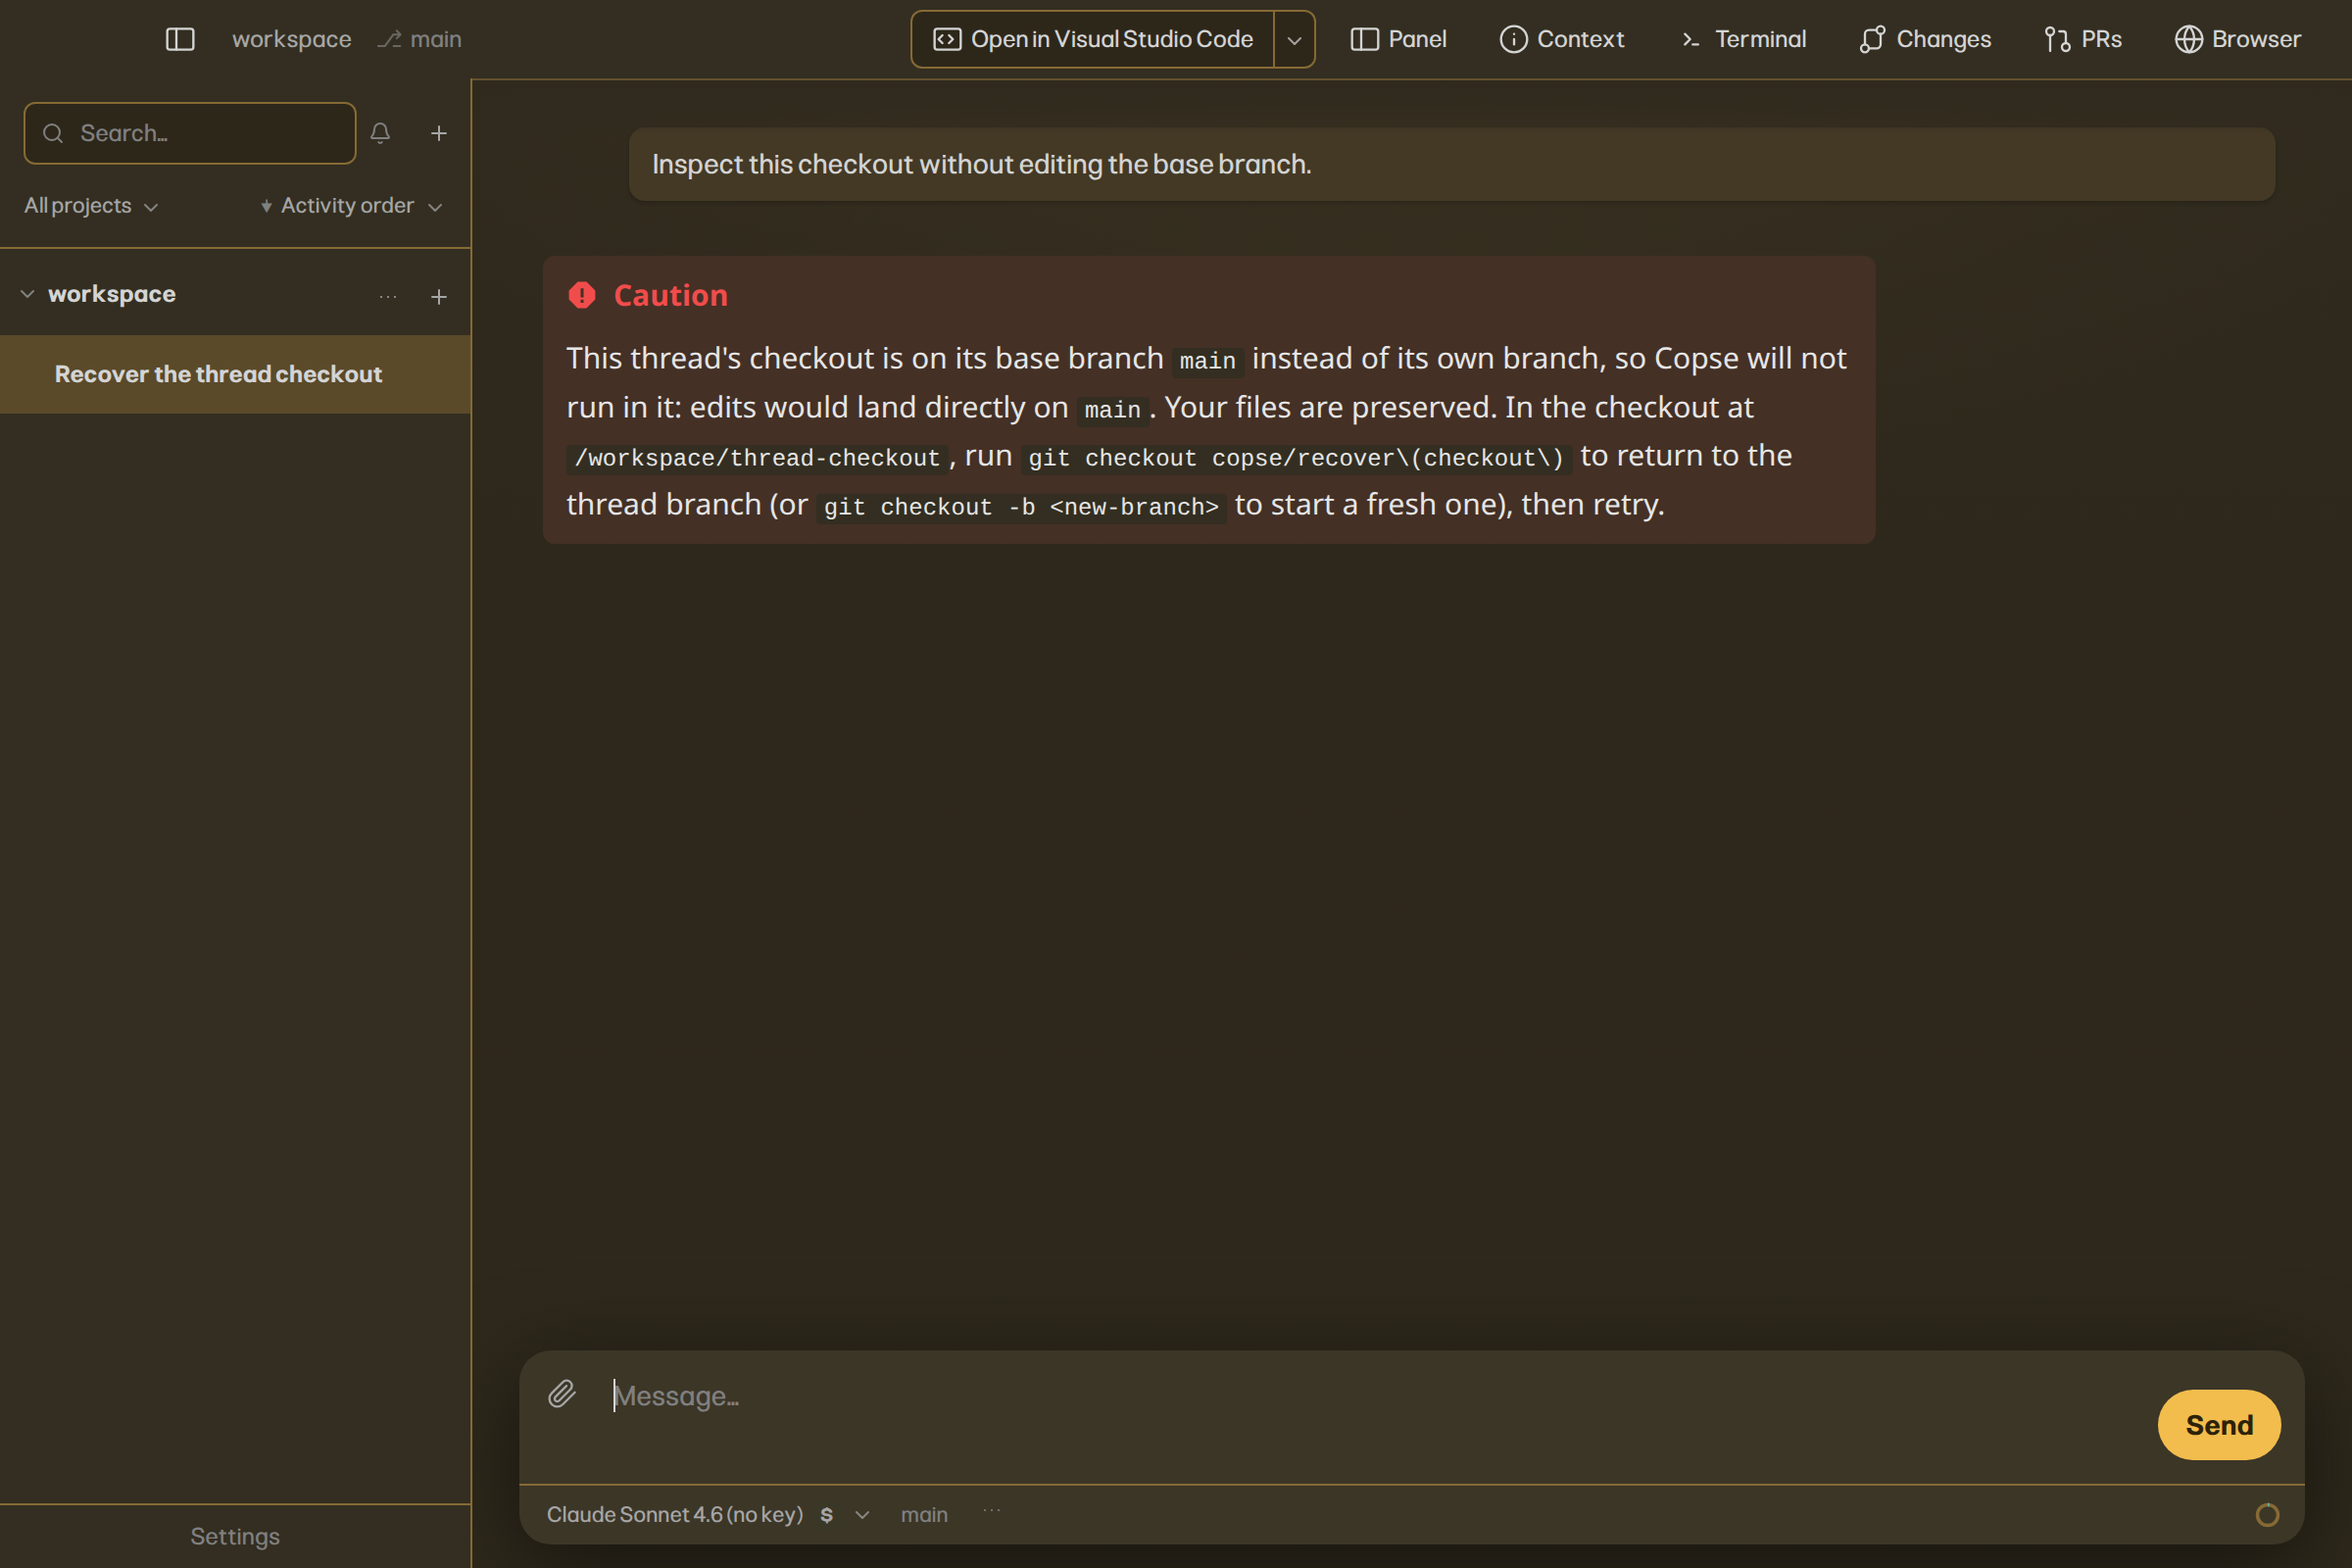 workspace main
Open in Visual Studio Code
Panel
Context
Terminal
Changes
PRs
Browser
Search...
All projects
Activity order
workspace
Recover the thread checkout
Settings
Inspect this checkout without editing the base branch.
Caution
This thread's checkout is on its base branch main instead of its own branch, so Copse will not
run in it: edits would land directly on main. Your files are preserved. In the checkout at
/workspace/thread-checkout, run git checkout copse/recover\(checkout\) to return to the
thread branch (or git checkout -b <new-branch> to start a fresh one), then retry.
Message...
Send
Claude Sonnet 4.6 (no key) $ main ...